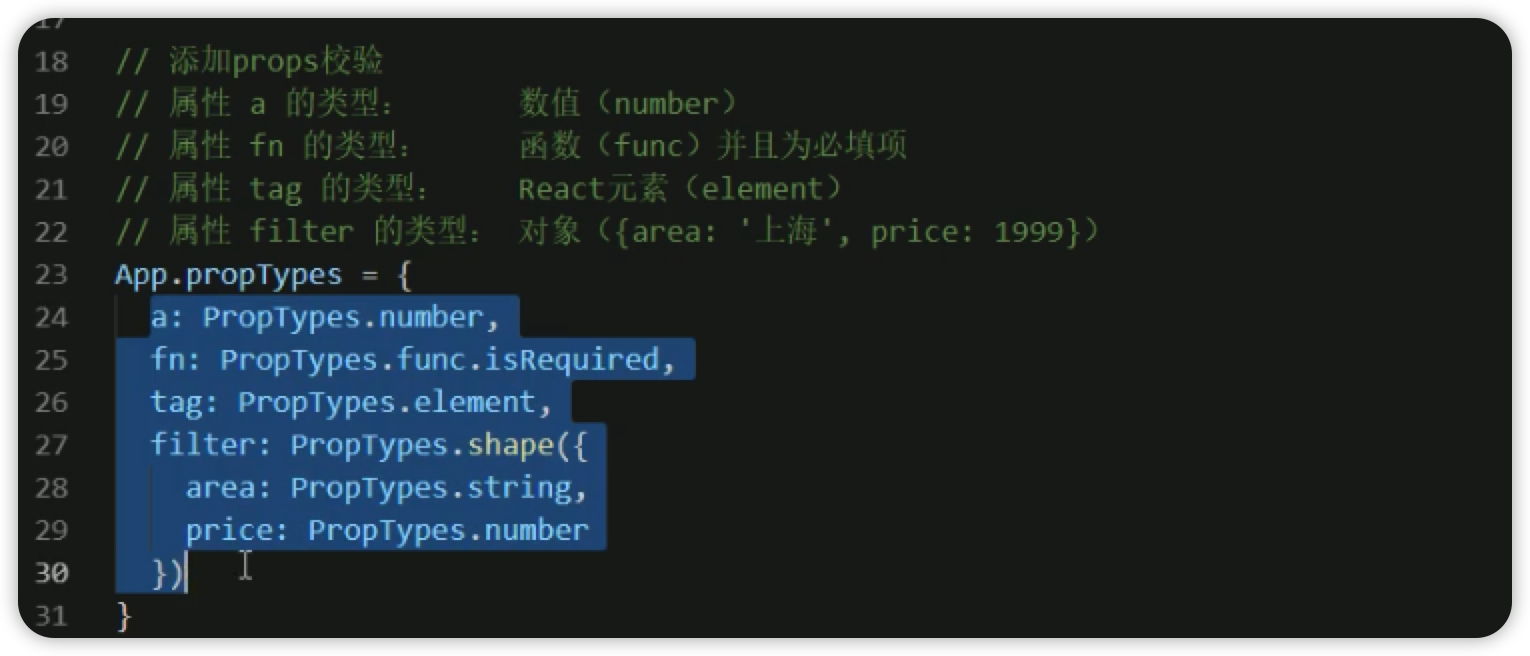 17
18 // 添加props校验
19 // 属性 a 的类型： 数值（number）
20 // 属性 fn 的类型： 函数（func）并且为必填项
21 // 属性 tag 的类型： React元素（element）
22 // 属性 filter 的类型： 对象（{area: '上海', price: 1999}）
23 App.propTypes = {
24 a: PropTypes.number,
25 fn: PropTypes.func.isRequired,
26 tag: PropTypes.element,
27 filter: PropTypes.shape({
28 area: PropTypes.string,
29 price: PropTypes.number
30 })
31 }